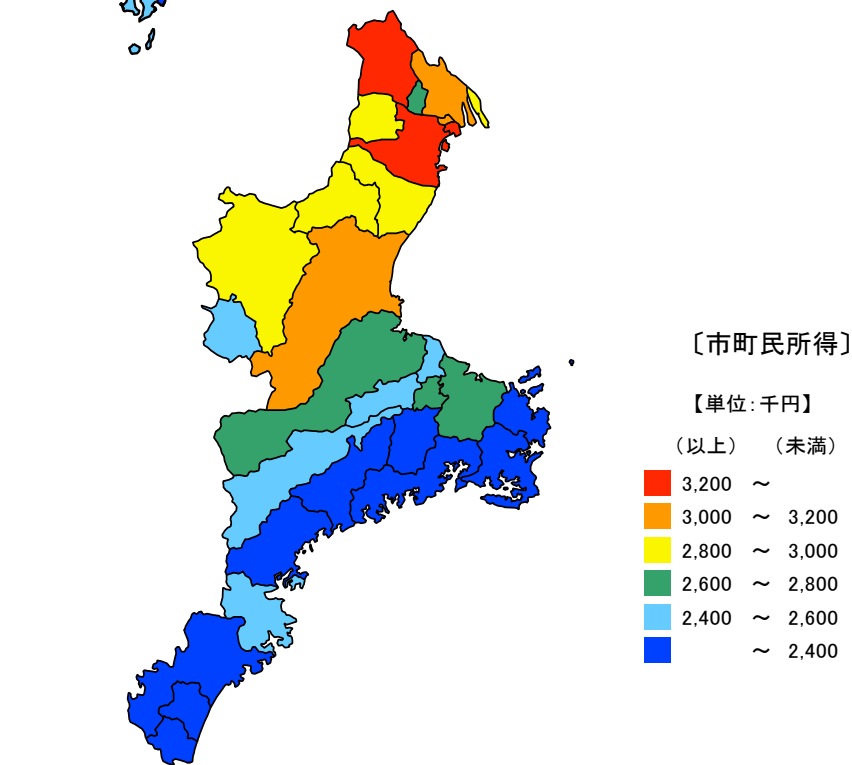 〔市町民所得〕
【単位:千円】
（以上） （未満）
3,200 ～
3,000 ～ 3,200
2,800 ～ 3,000
2,600 ～ 2,800
2,400 ～ 2,600
～ 2,400